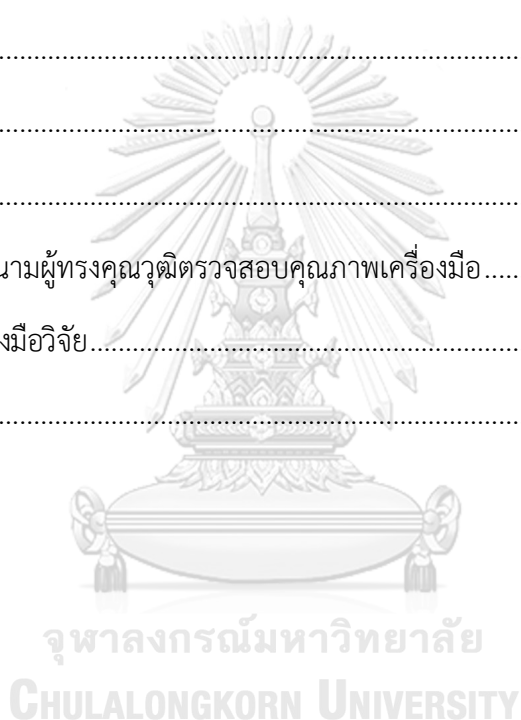 ........................................................................
........................................................................
........................................................................
นามผู้ทรงคุณวุฒิตรวจสอบคุณภาพเครื่องมือ.....
งมือวิจัย............................................................
........................................................................
จุฬาลงกรณ์มหาวิทยาลัย
CHULALONGKORN UNIVERSITY